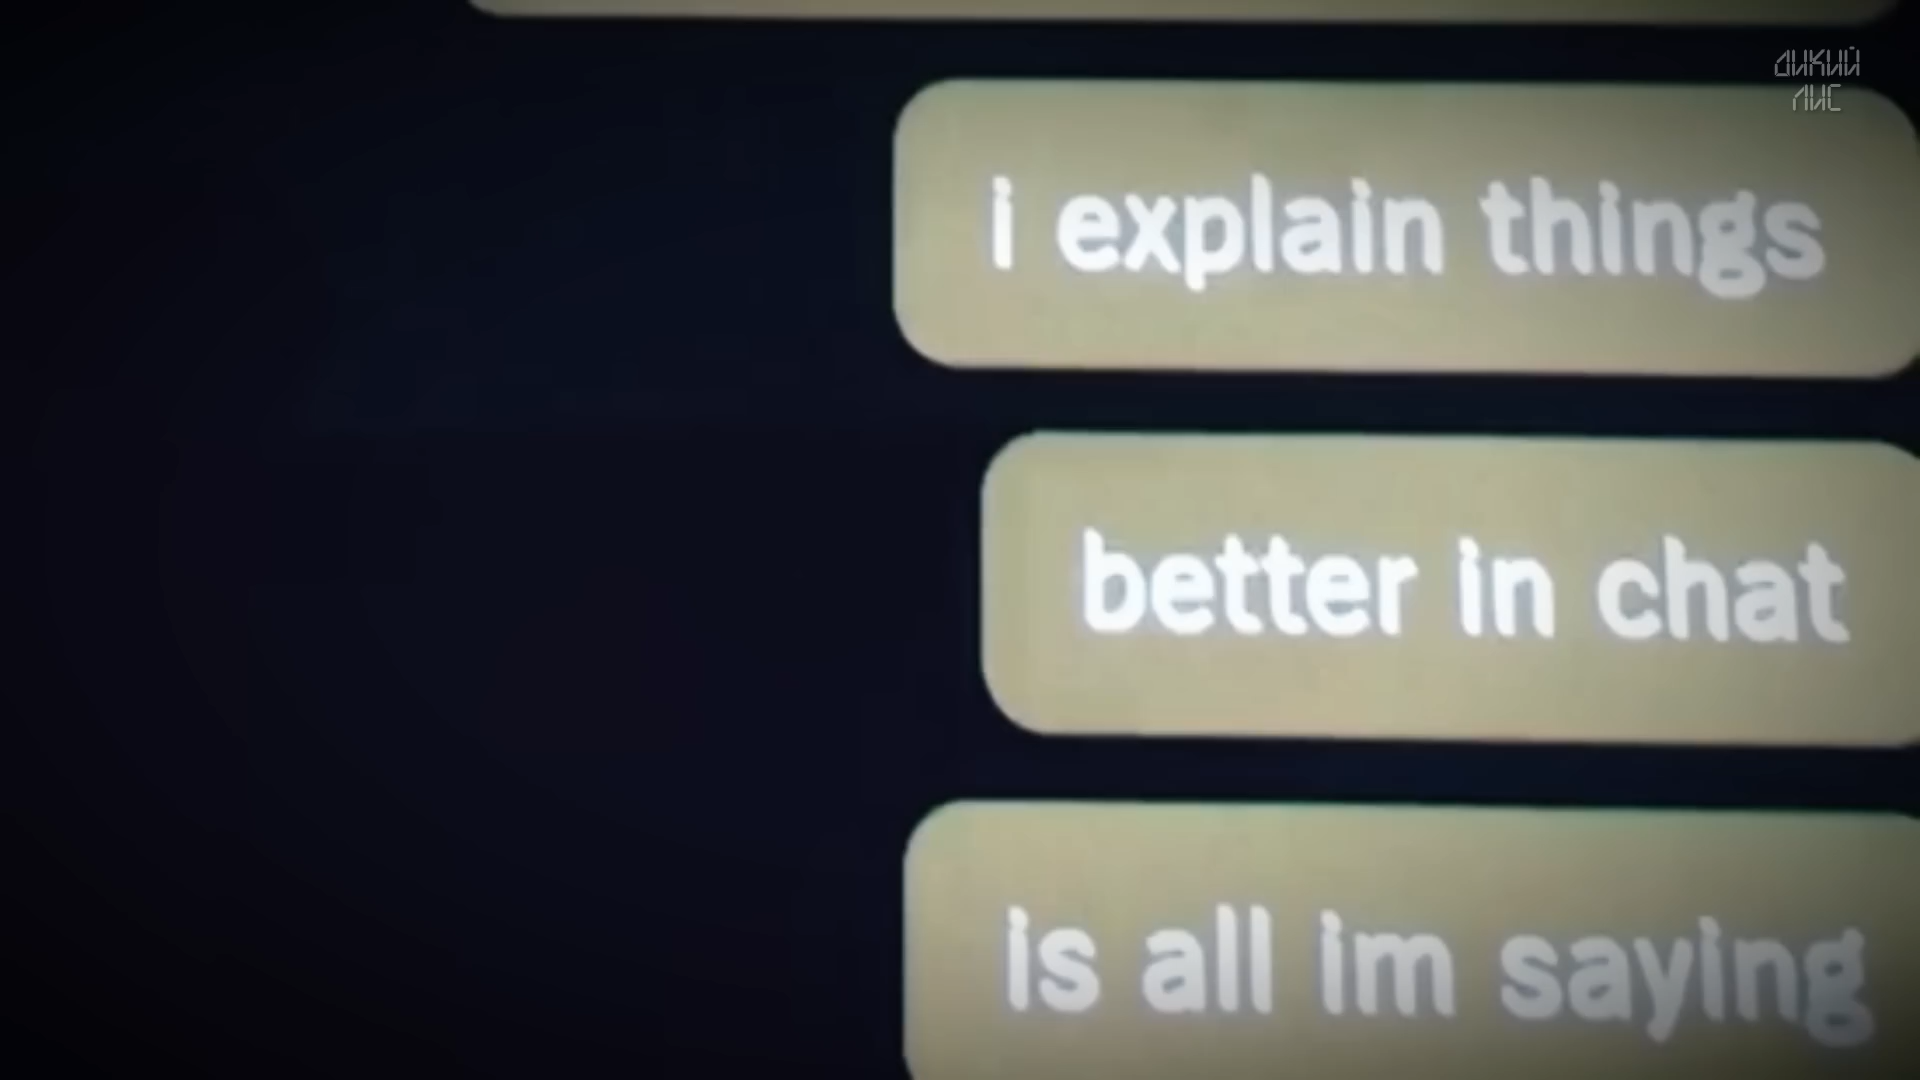 ДИКИЙ
ЛИС
i explain things
better in chat
is all im saying